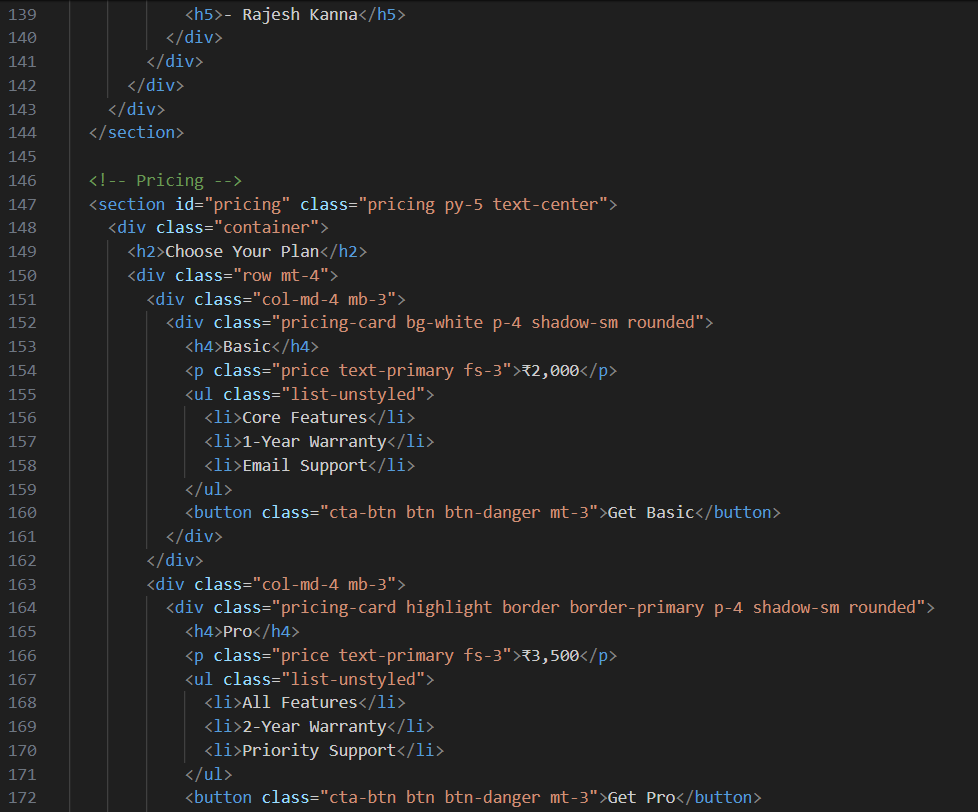 139 <h5>- Rajesh Kanna</h5>
140 </div>
141 </div>
142 </div>
143 </div>
144 </section>
145
146 <!-- Pricing -->
147 <section id="pricing" class="pricing py-5 text-center">
148 <div class="container">
149 <h2>Choose Your Plan</h2>
150 <div class="row mt-4">
151 <div class="col-md-4 mb-3">
152 <div class="pricing-card bg-white p-4 shadow-sm rounded">
153 <h4>Basic</h4>
154 <p class="price text-primary fs-3">₹2,000</p>
155 <ul class="list-unstyled">
156 <li>Core Features</li>
157 <li>1-Year Warranty</li>
158 <li>Email Support</li>
159 </ul>
160 <button class="cta-btn btn btn-danger mt-3">Get Basic</button>
161 </div>
162 </div>
163 <div class="col-md-4 mb-3">
164 <div class="pricing-card highlight border border-primary p-4 shadow-sm rounded">
165 <h4>Pro</h4>
166 <p class="price text-primary fs-3">₹3,500</p>
167 <ul class="list-unstyled">
168 <li>All Features</li>
169 <li>2-Year Warranty</li>
170 <li>Priority Support</li>
171 </ul>
172 <button class="cta-btn btn btn-danger mt-3">Get Pro</button>